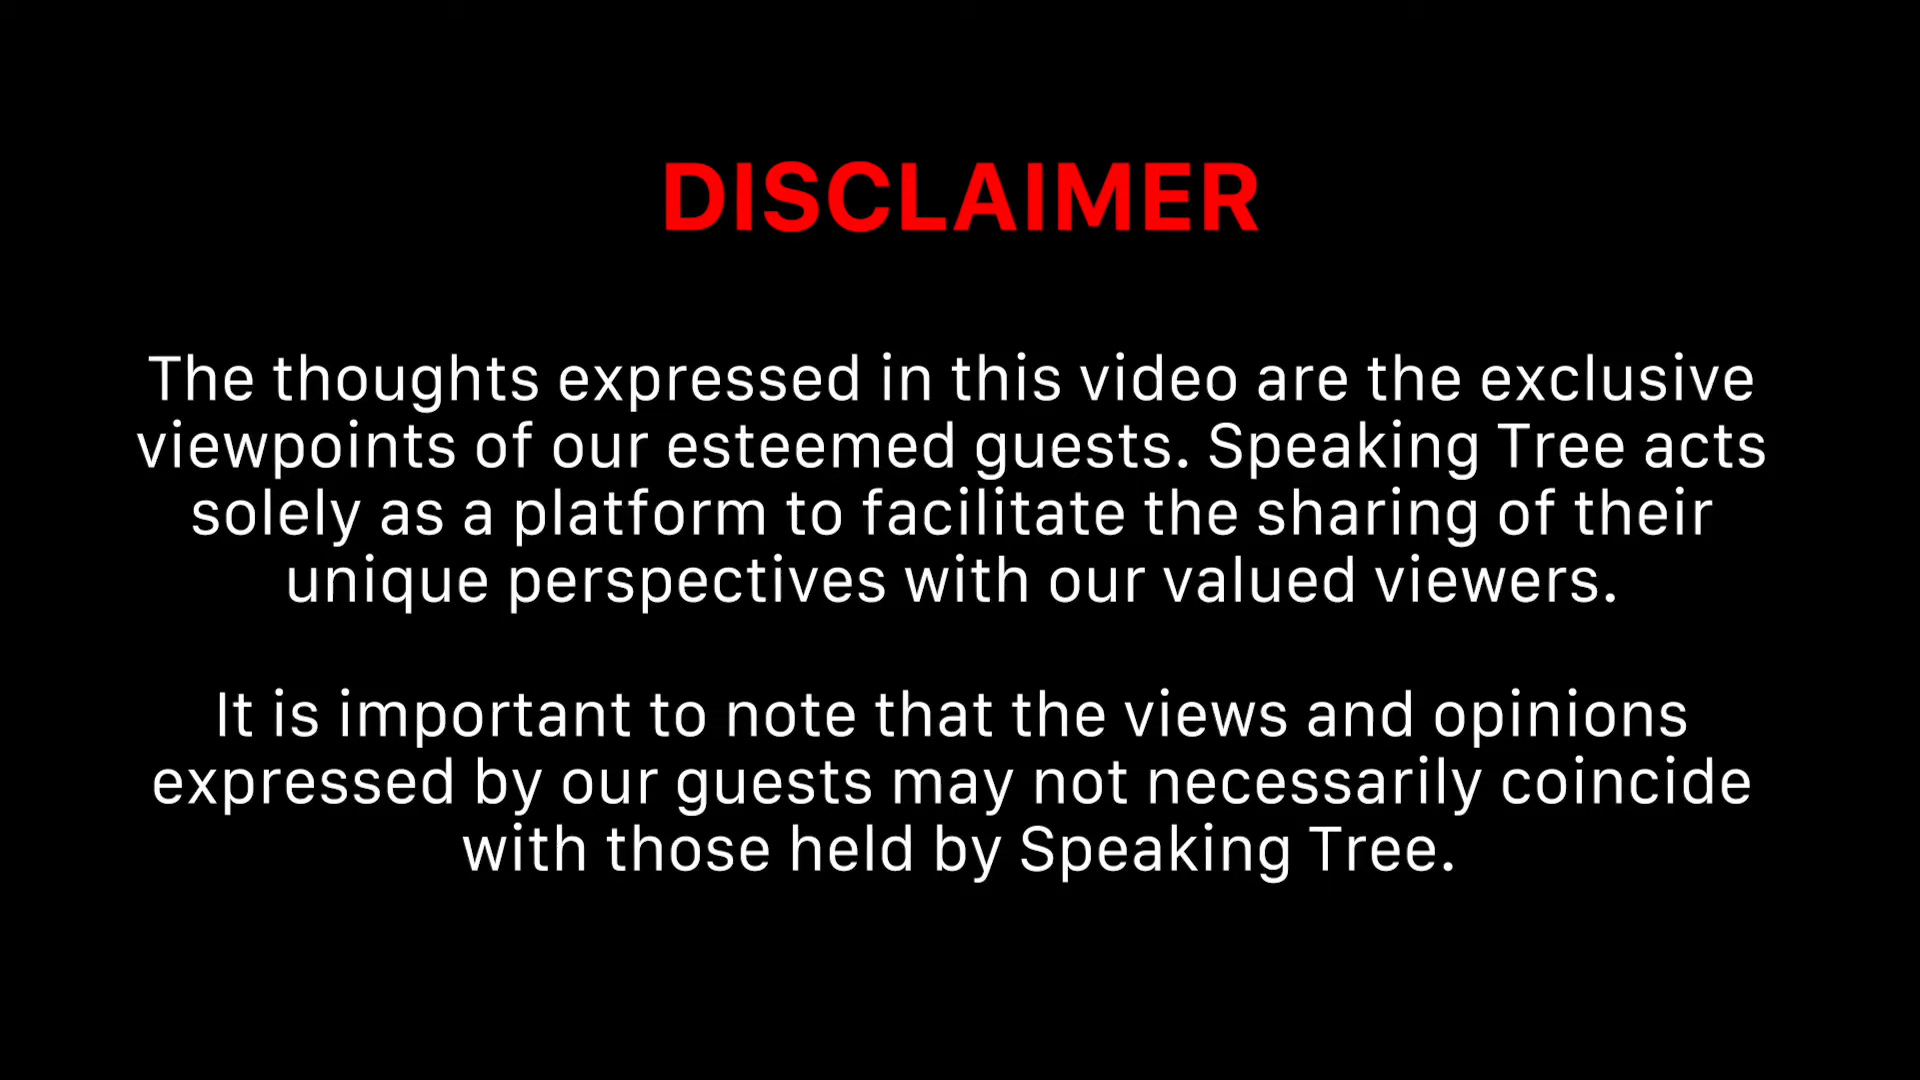 DISCLAIMER
The thoughts expressed in this video are the exclusive
viewpoints of our esteemed guests. Speaking Tree acts
solely as a platform to facilitate the sharing of their
unique perspectives with our valued viewers.
It is important to note that the views and opinions
expressed by our guests may not necessarily coincide
with those held by Speaking Tree.